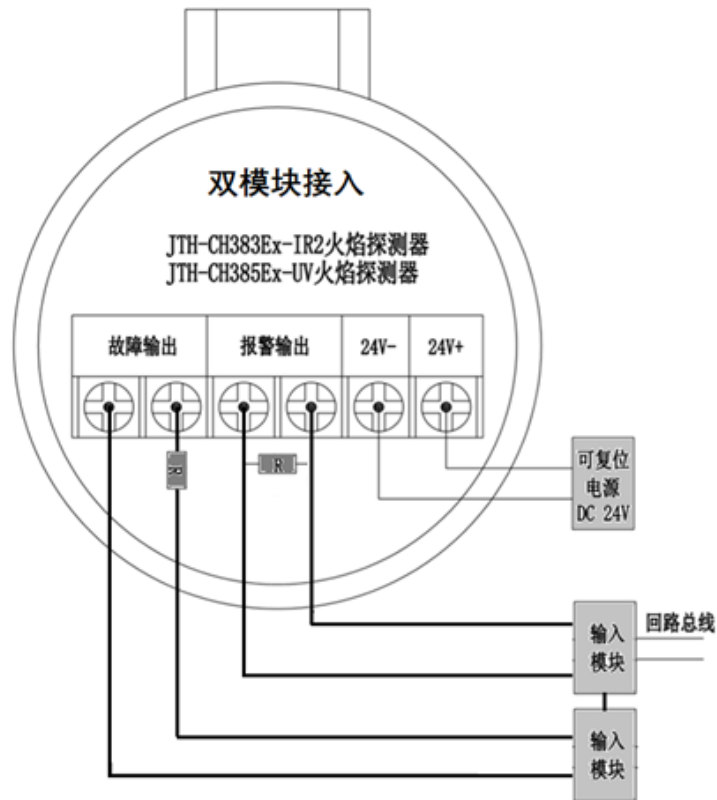 双模块接入
JTH-CH383Ex-IR2火焰探测器
JTH-CH385Ex-UV火焰探测器
故障输出 报警输出 24V- 24V+
R R
可复位
电源
DC 24V
输入
模块
回路总线
输入
模块